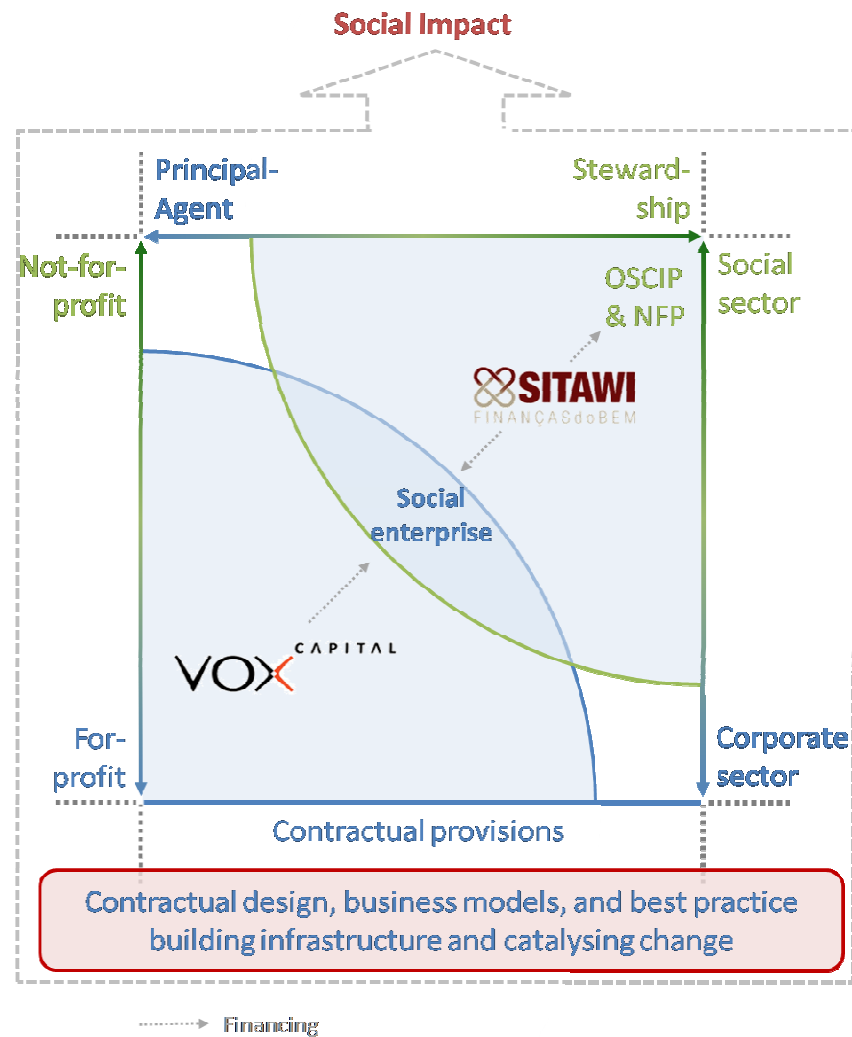 Social Impact
Principal-
Agent
Steward-
ship
Not-for-
profit
Social
sector
OSCIP
& NFP
SITAWI
FINANÇASdoBEM
Social
enterprise
CAPITAL
VOX
For-
profit
Corporate
sector
Contractual provisions
Contractual design, business models, and best practice
building infrastructure and catalysing change
Financing